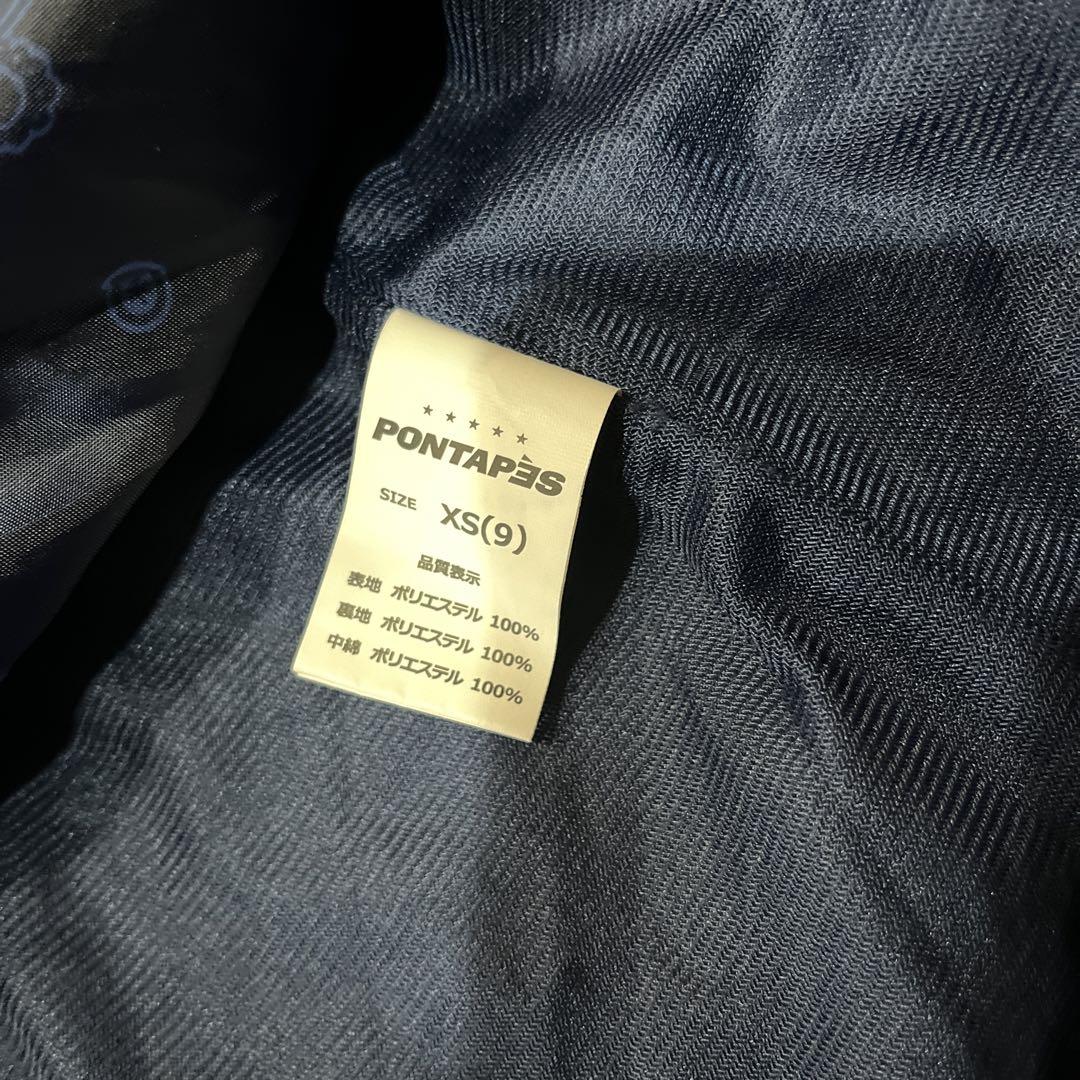 ★★★★★
PONTAPÈS
SIZE XS(9)
品質表示
表地 ポリエステル 100%
裏地 ポリエステル 100%
中綿 ポリエステル 100%